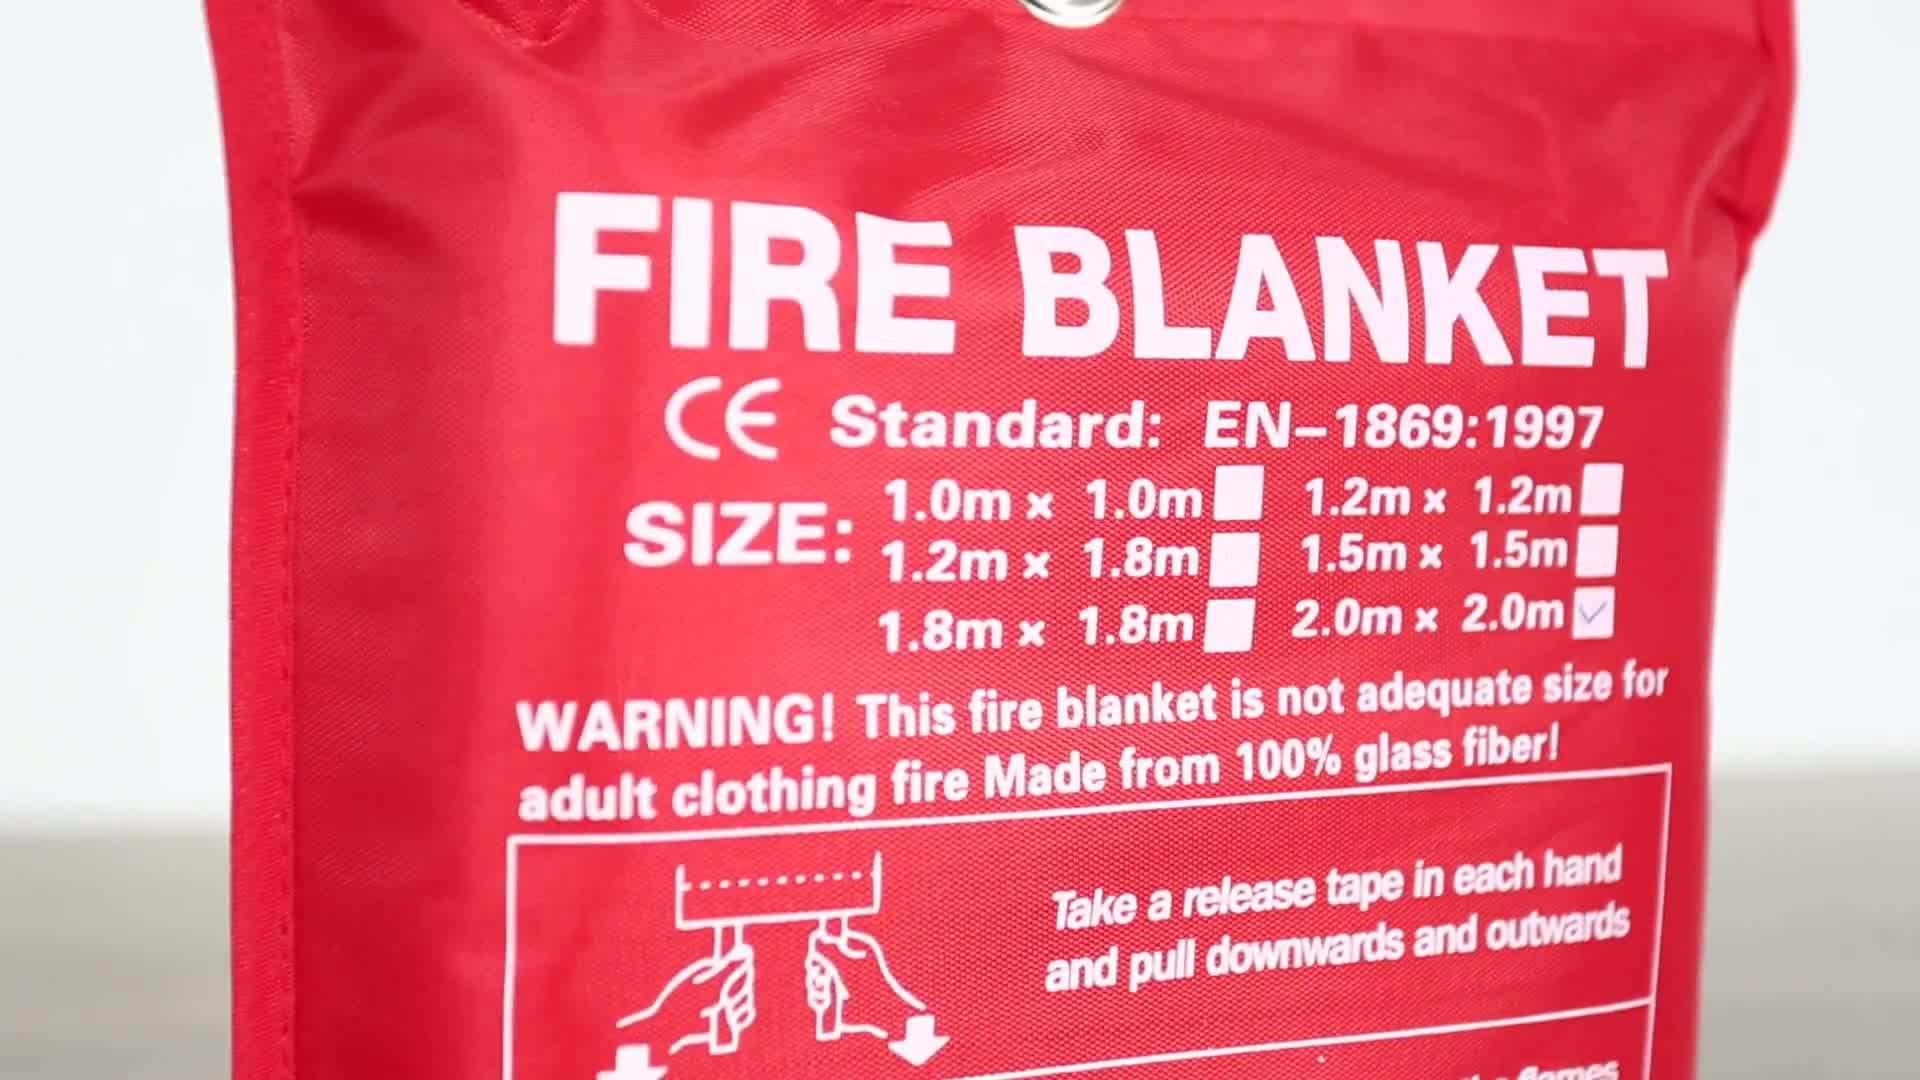 FIRE BLANKET
CE Standard: EN-1869:1997
SIZE: 1.0m x 1.0m 1.2m x 1.2m
1.2m x 1.8m 1.5m x 1.5m
1.8m x 1.8m 2.0m x 2.0m
WARNING! This fire blanket is not adequate size for
adult clothing fire Made from 100% glass fiber!
Take a release tape in each hand
and pull downwards and outwards
flames